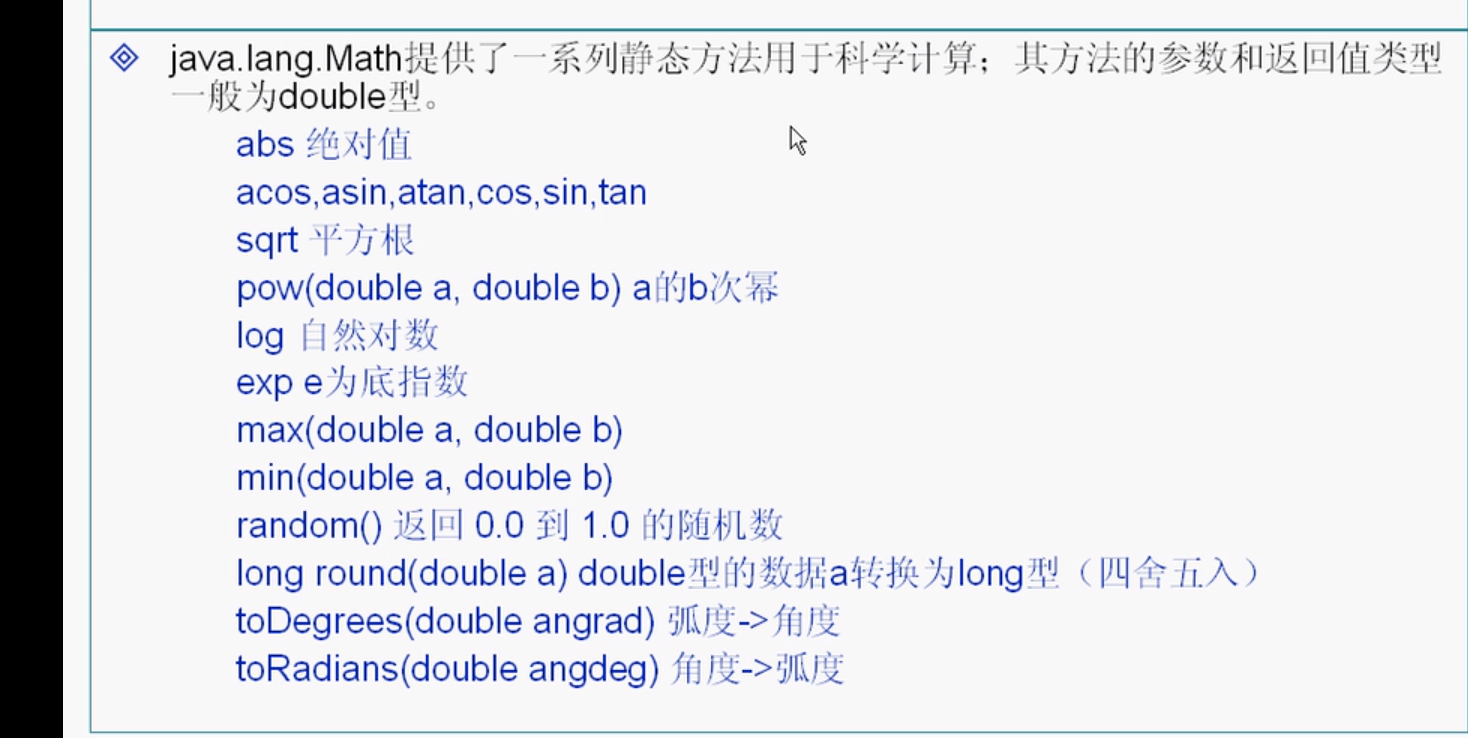 java.lang.Math提供了一系列静态方法用于科学计算；其方法的参数和返回值类型
一般为double型。
abs 绝对值
acos,asin,atan,cos,sin,tan
sqrt 平方根
pow(double a, double b) a的b次幂
log 自然对数
exp e为底指数
max(double a, double b)
min(double a, double b)
random() 返回 0.0 到 1.0 的随机数
long round(double a) double型的数据a转换为long型（四舍五入）
toDegrees(double angrad) 弧度->角度
toRadians(double angdeg) 角度->弧度